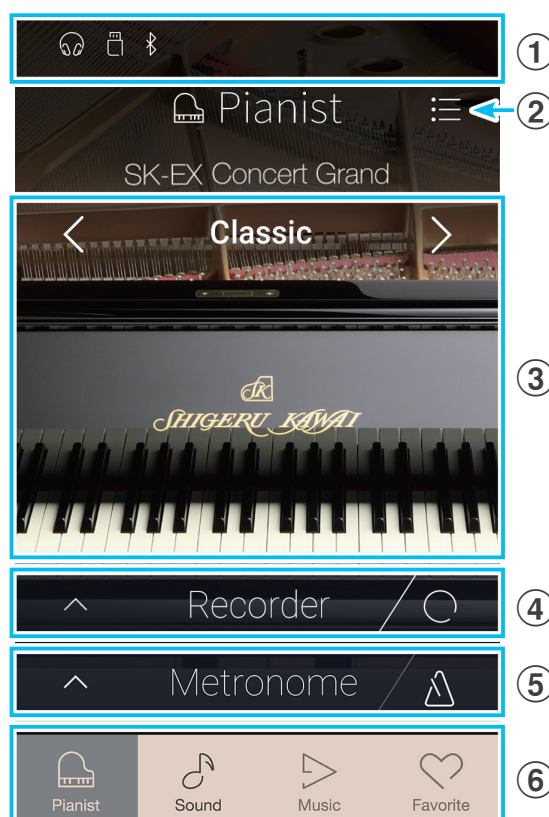 ①
Pianist
②
SK-EX Concert Grand
Classic
③
SK
SHIGERU KAWAI
Recorder
④
Metronome
⑤
Pianist Sound Music Favorite
⑥